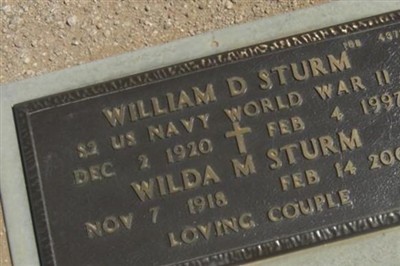 WILLIAM D STURM
S2 US NAVY WORLD WAR II
DEC 2 1920 FEB 4 1997
WILDA M STURM
NOV 7 1918 FEB 14
LOVING COUPLE